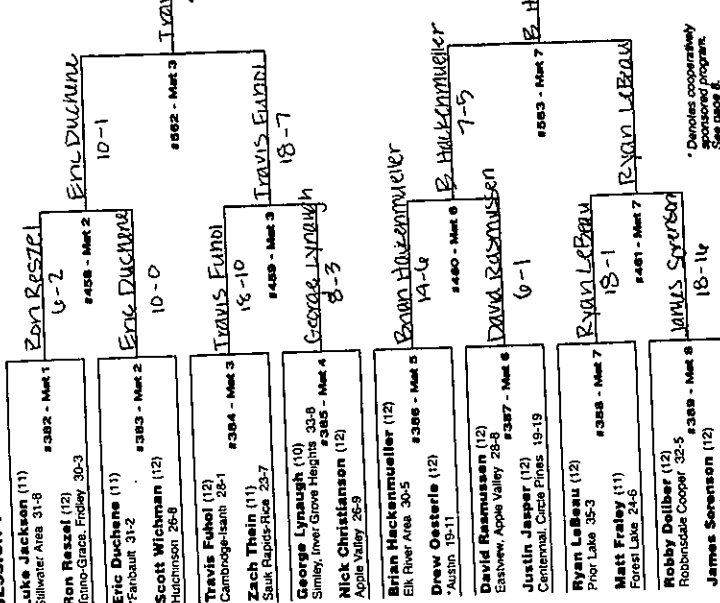 Luke Jackson (11)
Stillwater Area 31-8
#382 - Mat 1
Ron Reszel (12)
Totino-Grace, Fridley 30-3
Eric Duchene (11)
*Faribault 31-2
#383 - Mat 2
Scott Wichman (12)
Hutchinson 26-8
Travis Fuhol (12)
Cambridge-Isanti 28-1
#384 - Mat 3
Zach Thein (11)
Sauk Rapids-Rice 23-7
George Lynaugh (10)
Simley, Inver Grove Heights 33-8
#385 - Mat 4
Nick Christianson (12)
Apple Valley 26-9
Brian Hackenmueller (12)
Elk River Area 30-5
#386 - Mat 5
Drew Oesterle (12)
*Austin 19-11
David Rasmussen (12)
Eastview, Apple Valley 28-8
#387 - Mat 6
Justin Jasper (12)
Centennial, Circle Pines 19-19
Ryan LeBeau (12)
Prior Lake 35-3
#388 - Mat 7
Matt Fraley (11)
Forest Lake 24-6
Robby Dolber (12)
Robbinsdale Cooper 32-5
#389 - Mat 8
James Sorensen (12)
Ron Reszel
6-2
#458 - Mat 2
Eric Duchene
10-0
Travis Fuhol
18-10
#459 - Mat 3
George Lynaugh
8-3
Brian Hackenmueller
14-6
#460 - Mat 6
David Rasmussen
6-1
Ryan LeBeau
18-1
#461 - Mat 7
James Sorenson
18-16
Eric Duchene
10-1
#552 - Mat 3
Travis Fuhol
18-7
B. Hackenmueller
7-5
#553 - Mat 7
Ryan LeBeau
* Denotes cooperatively
sponsored program.
See page 8.